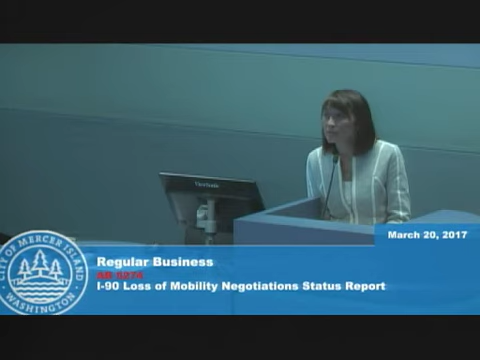 ViewSonic
March 20, 2017
Regular Business
AB 5274
I-90 Loss of Mobility Negotiations Status Report
CITY OF MERCER ISLAND
WASHINGTON